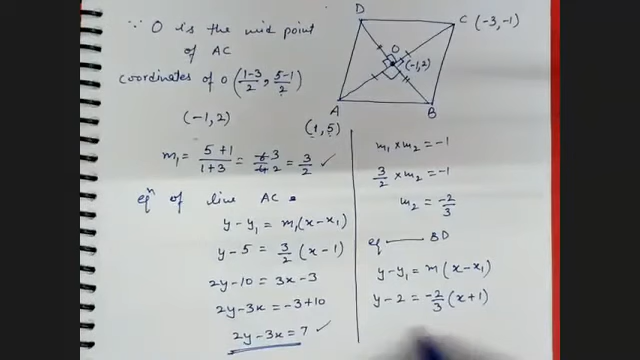 ∵ O is the mid point
of AC
coordinates of O (1-3/2, 5-1/2)
(-1, 2)
m₁ = 5+1/1+3 = 6 3/4 2 = 3/2 ✓
eqⁿ of line AC
y-y₁ = m₁(x-x₁)
y-5 = 3/2 (x-1)
2y-10 = 3x-3
2y-3x = -3+10
2y-3x = 7 ✓
D
C (-3, -1)
O
(-1, 2)
A
B
(1, 5)
m₁ × m₂ = -1
3/2 × m₂ = -1
m₂ = -2/3
eq —— BD
y-y₁ = m (x-x₁)
y-2 = -2/3 (x+1)